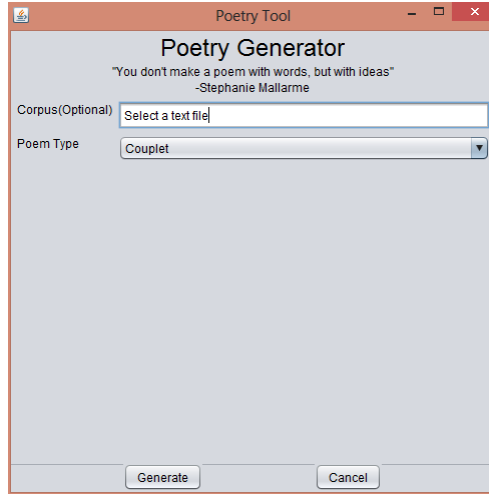 Poetry Tool
Poetry Generator
"You don't make a poem with words, but with ideas"
-Stephanie Mallarme
Corpus(Optional) Select a text file
Poem Type Couplet
Generate Cancel